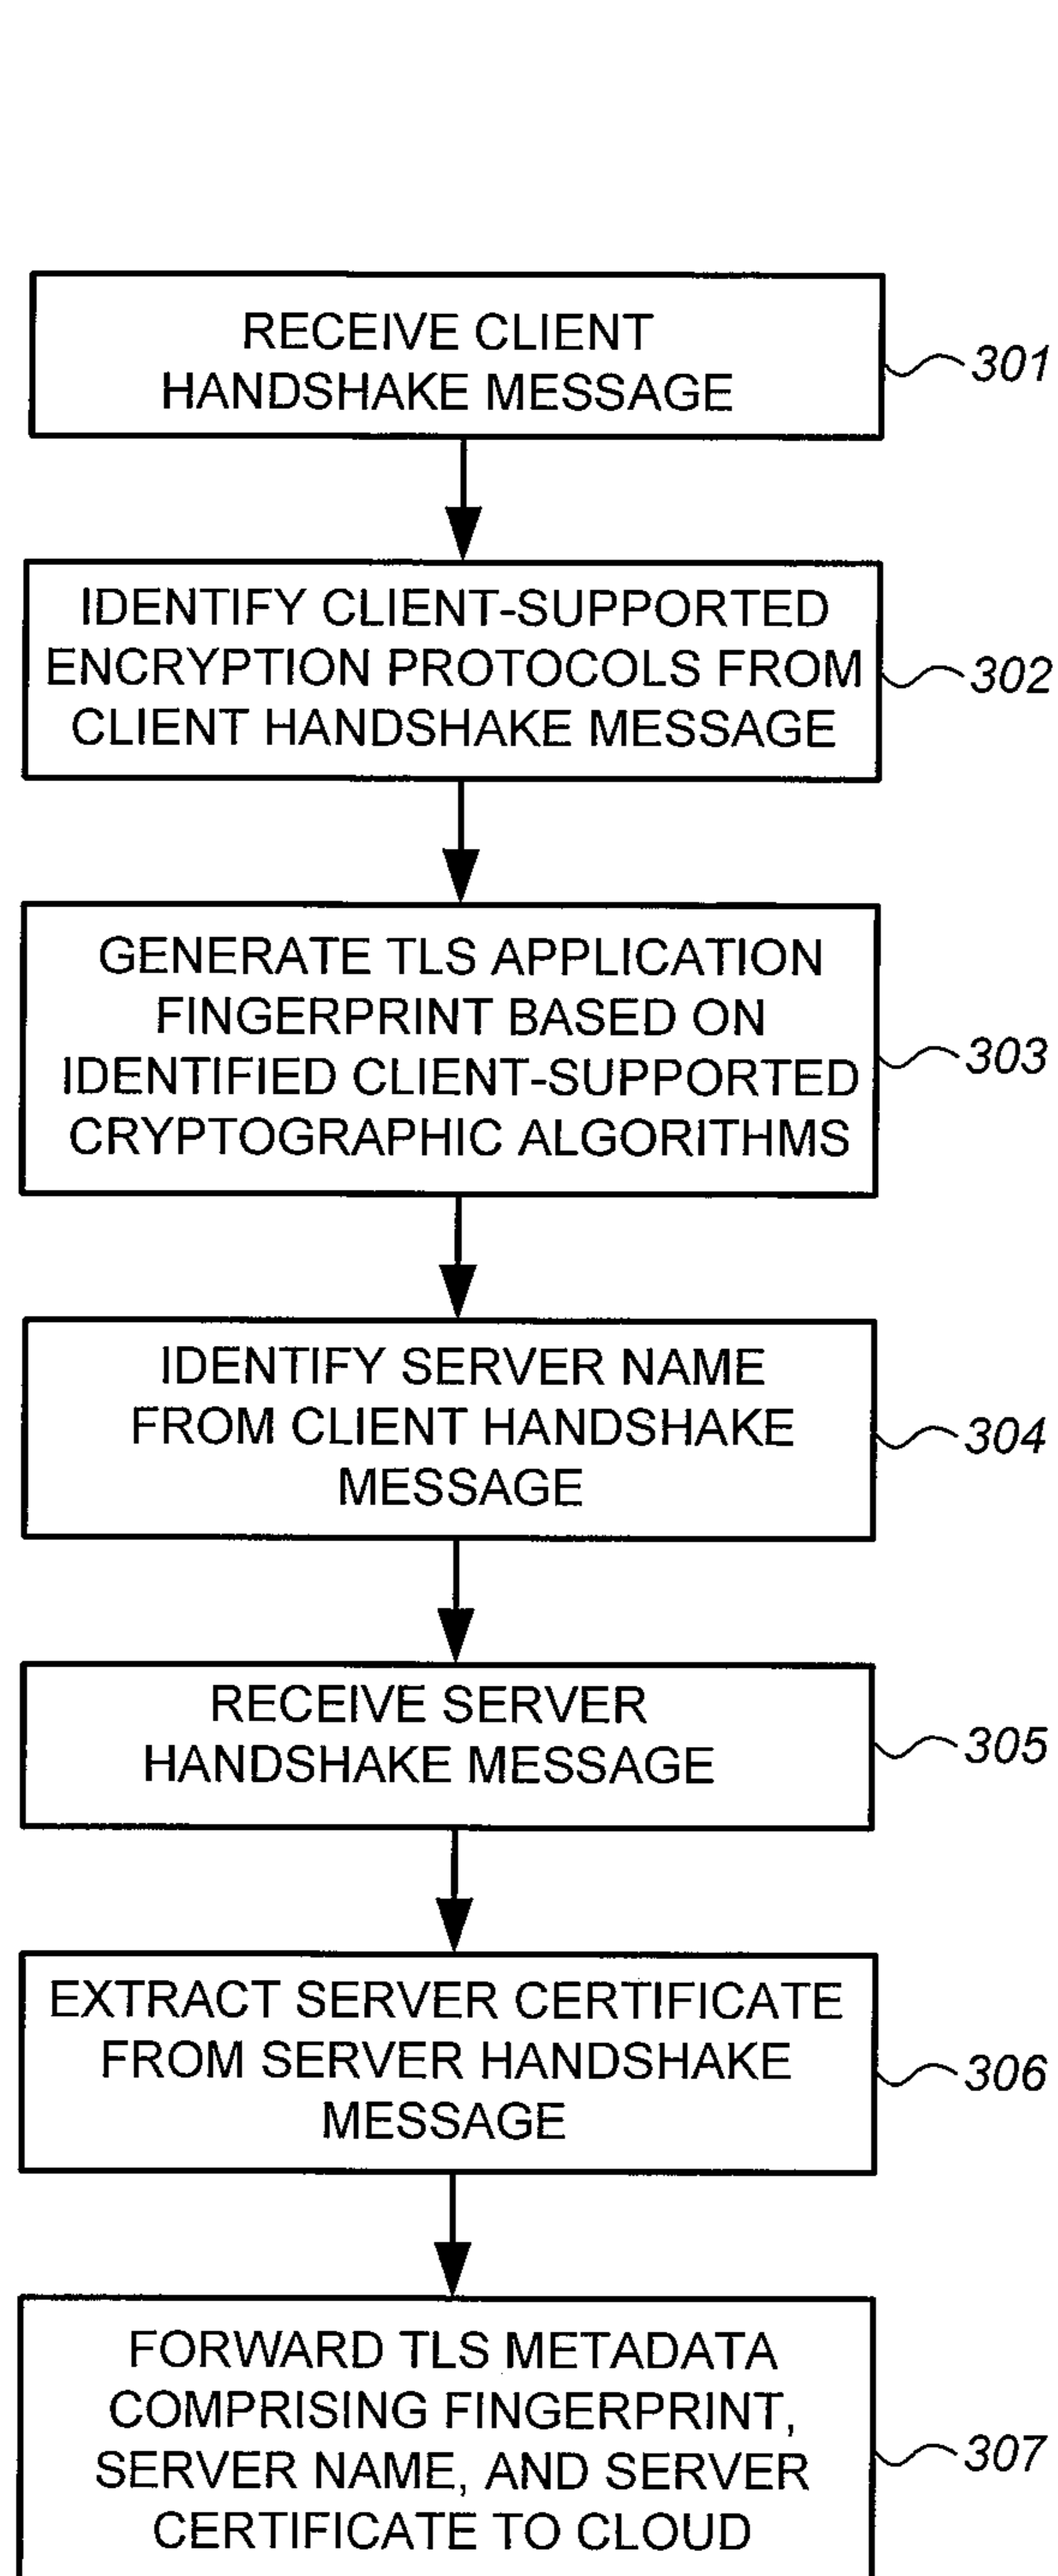 RECEIVE CLIENT
HANDSHAKE MESSAGE
301
IDENTIFY CLIENT-SUPPORTED
ENCRYPTION PROTOCOLS FROM
CLIENT HANDSHAKE MESSAGE
302
GENERATE TLS APPLICATION
FINGERPRINT BASED ON
IDENTIFIED CLIENT-SUPPORTED
CRYPTOGRAPHIC ALGORITHMS
303
IDENTIFY SERVER NAME
FROM CLIENT HANDSHAKE
MESSAGE
304
RECEIVE SERVER
HANDSHAKE MESSAGE
305
EXTRACT SERVER CERTIFICATE
FROM SERVER HANDSHAKE
MESSAGE
306
FORWARD TLS METADATA
COMPRISING FINGERPRINT,
SERVER NAME, AND SERVER
CERTIFICATE TO CLOUD
307